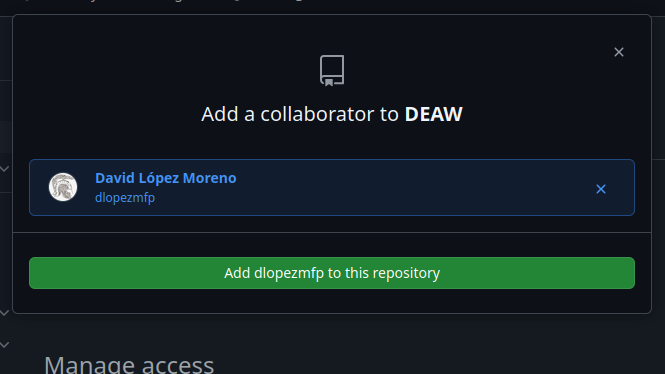 Add a collaborator to DEAW
David López Moreno
dlopezmfp
Add dlopezmfp to this repository
Manage access